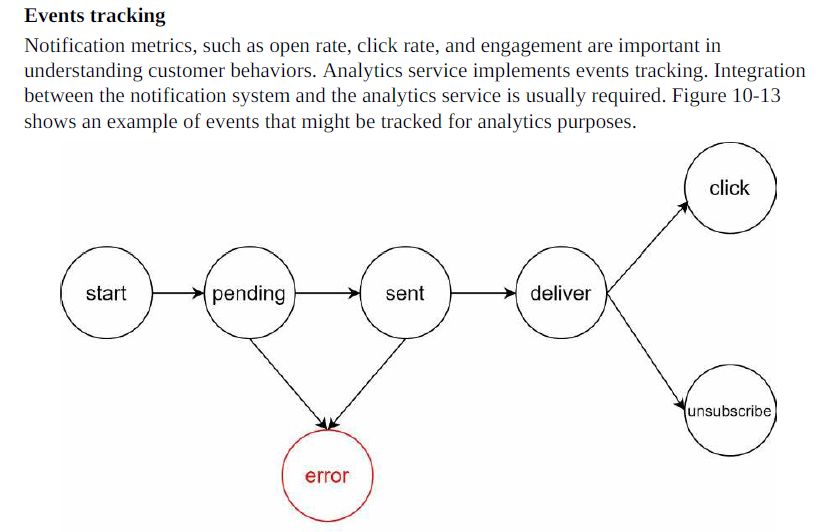 Events tracking
Notification metrics, such as open rate, click rate, and engagement are important in
understanding customer behaviors. Analytics service implements events tracking. Integration
between the notification system and the analytics service is usually required. Figure 10-13
shows an example of events that might be tracked for analytics purposes.
click
start
pending
sent
deliver
unsubscribe
error